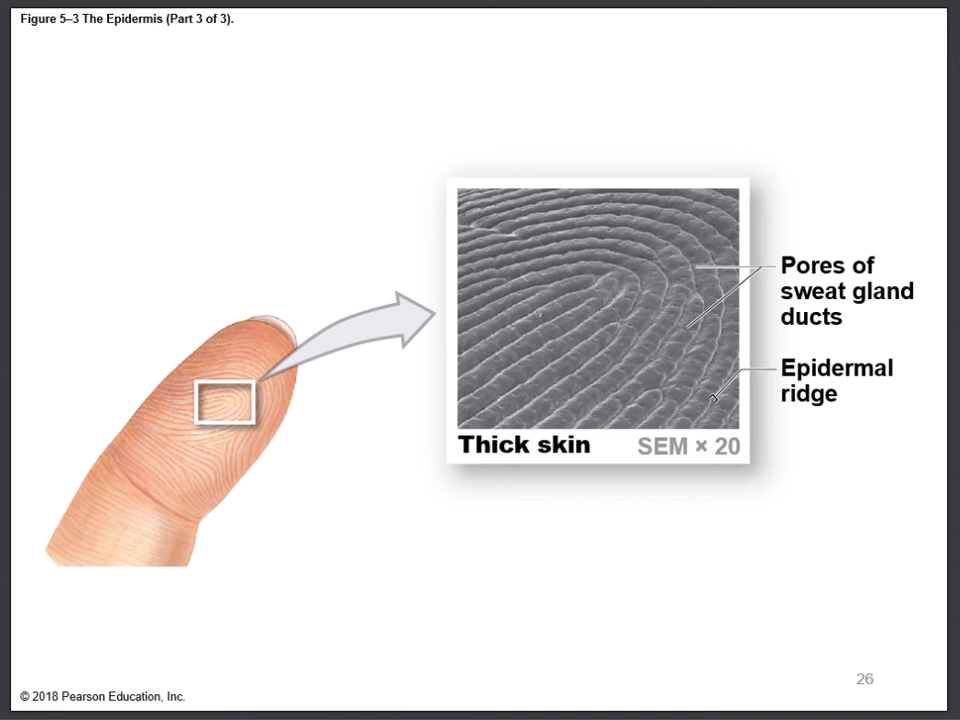 Figure 5–3 The Epidermis (Part 3 of 3).
Pores of
sweat gland
ducts
Epidermal
ridge
Thick skin SEM × 20
26
© 2018 Pearson Education, Inc.